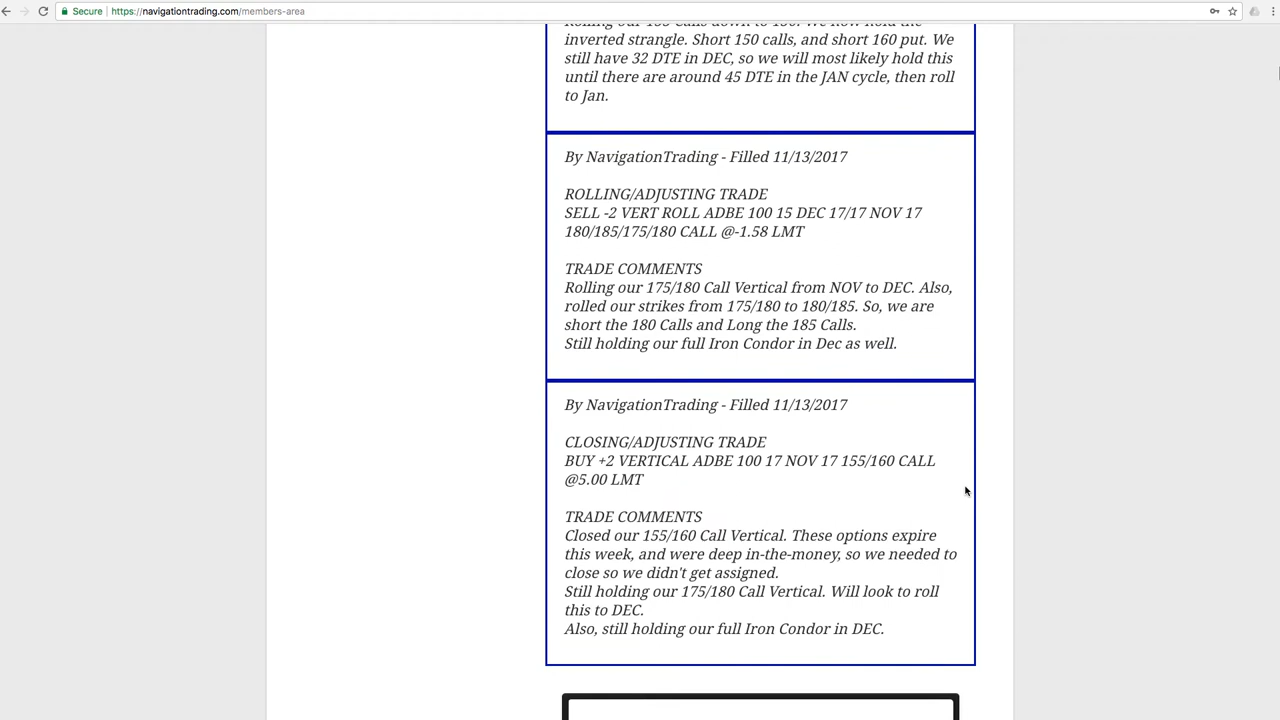 Secure
https://navigationtrading.com/members-area
inverted strangle. Short 150 calls, and short 160 put. We
still have 32 DTE in DEC, so we will most likely hold this
until there are around 45 DTE in the JAN cycle, then roll
to Jan.
By NavigationTrading - Filled 11/13/2017
ROLLING/ADJUSTING TRADE
SELL -2 VERT ROLL ADBE 100 15 DEC 17/17 NOV 17
180/185/175/180 CALL @-1.58 LMT
TRADE COMMENTS
Rolling our 175/180 Call Vertical from NOV to DEC. Also,
rolled our strikes from 175/180 to 180/185. So, we are
short the 180 Calls and Long the 185 Calls.
Still holding our full Iron Condor in Dec as well.
By NavigationTrading - Filled 11/13/2017
CLOSING/ADJUSTING TRADE
BUY +2 VERTICAL ADBE 100 17 NOV 17 155/160 CALL
@5.00 LMT
TRADE COMMENTS
Closed our 155/160 Call Vertical. These options expire
this week, and were deep in-the-money, so we needed to
close so we didn't get assigned.
Still holding our 175/180 Call Vertical. Will look to roll
this to DEC.
Also, still holding our full Iron Condor in DEC.